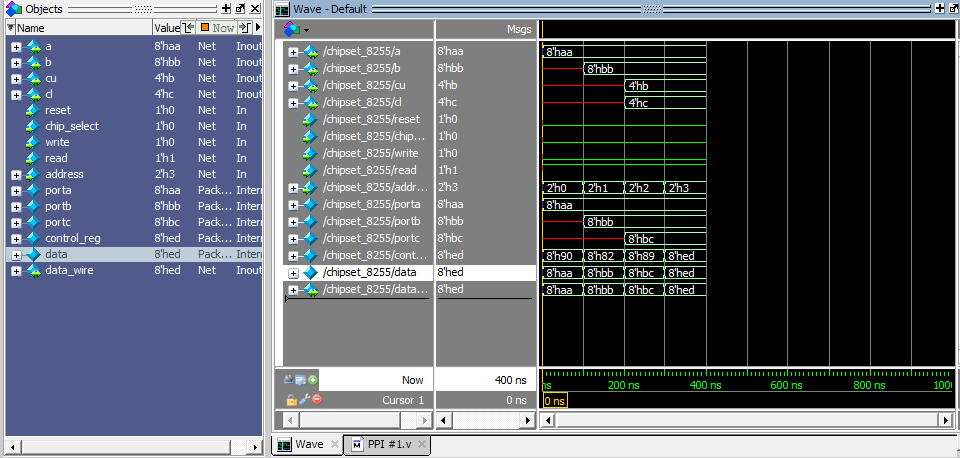 Objects
Name Value Now
a 8'haa Net Inout
b 8'hbb Net Inout
cu 4'hb Net Inout
cl 4'hc Net Inout
reset 1'h0 Net In
chip_select 1'h0 Net In
write 1'h0 Net In
read 1'h1 Net In
address 2'h3 Net In
porta 8'haa Pack... Intern
portb 8'hbb Pack... Intern
portc 8'hbc Pack... Intern
control_reg 8'hed Pack... Intern
data 8'hed Pack... Intern
data_wire 8'hed Net Inout
Wave - Default
Msgs
/chipset_8255/a 8'haa 8'haa
/chipset_8255/b 8'hbb 8'hbb
/chipset_8255/cu 4'hb 4'hb
/chipset_8255/cl 4'hc 4'hc
/chipset_8255/reset 1'h0
/chipset_8255/chip... 1'h0
/chipset_8255/write 1'h0
/chipset_8255/read 1'h1
/chipset_8255/addr... 2'h3 2'h0 2'h1 2'h2 2'h3
/chipset_8255/porta 8'haa 8'haa
/chipset_8255/portb 8'hbb 8'hbb
/chipset_8255/portc 8'hbc 8'hbc
/chipset_8255/cont... 8'hed 8'h90 8'h82 8'h89 8'hed
/chipset_8255/data 8'hed 8'haa 8'hbb 8'hbc 8'hed
/chipset_8255/data... 8'hed 8'haa 8'hbb 8'hbc 8'hed
Now 400 ns ns 200 ns 400 ns 600 ns 800 ns 1000
Cursor 1 0 ns 0 ns
Wave PPI #1.v